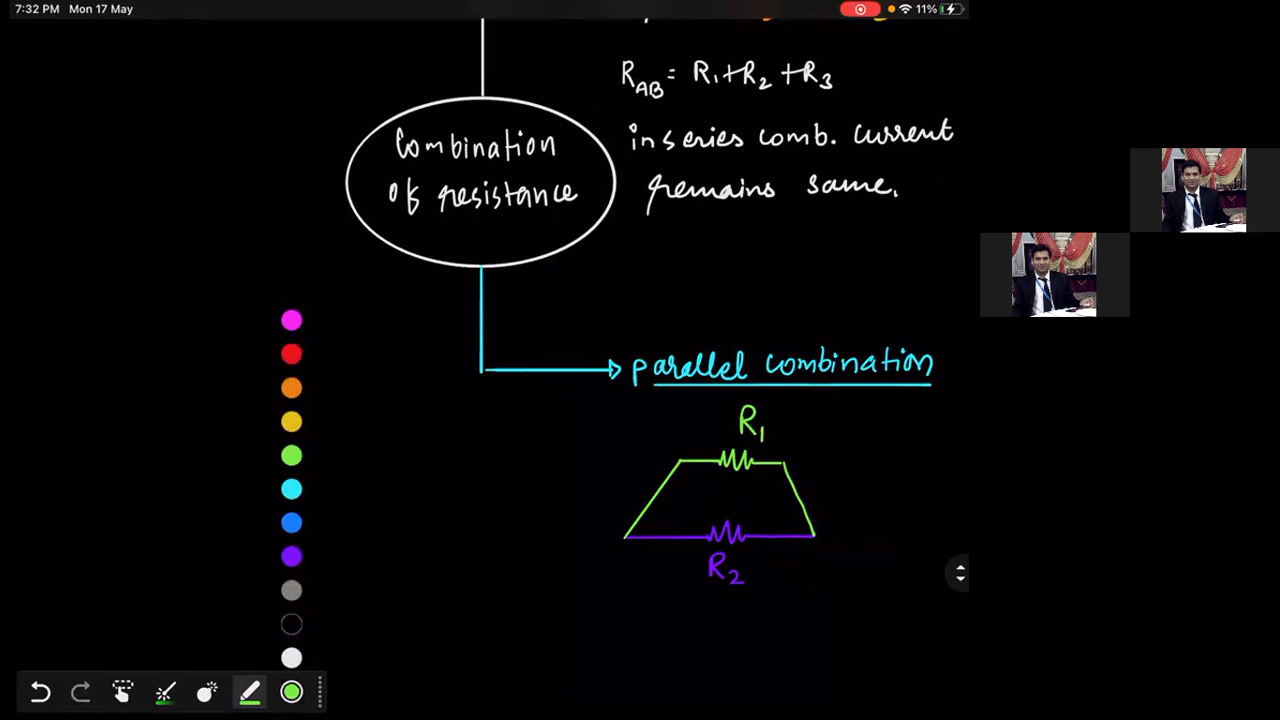 7:32 PM Mon 17 May
11%
R_AB = R₁+R₂+R₃
Combination
of resistance
in series comb. current
remains same.
parallel combination
R₁
R₂